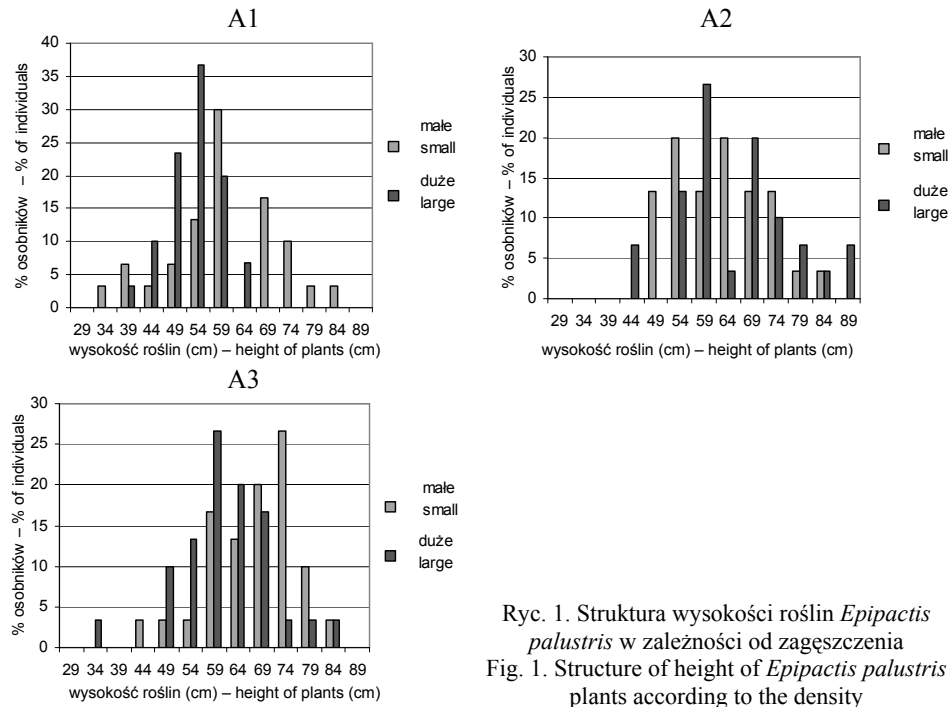 A1
% osobników – % of individuals
40
35
30
25
20
15
10
5
0
29 34 39 44 49 54 59 64 69 74 79 84 89
wysokość roślin (cm) – height of plants (cm)
małe
small
duże
large
A2
% osobników – % of individuals
30
25
20
15
10
5
0
29 34 39 44 49 54 59 64 69 74 79 84 89
wysokość roślin (cm) – height of plants (cm)
małe
small
duże
large
A3
% osobników – % of individuals
30
25
20
15
10
5
0
29 34 39 44 49 54 59 64 69 74 79 84 89
wysokość roślin (cm) – height of plants (cm)
małe
small
duże
large
Ryc. 1. Struktura wysokości roślin Epipactis
palustris w zależności od zagęszczenia
Fig. 1. Structure of height of Epipactis palustris
plants according to the density